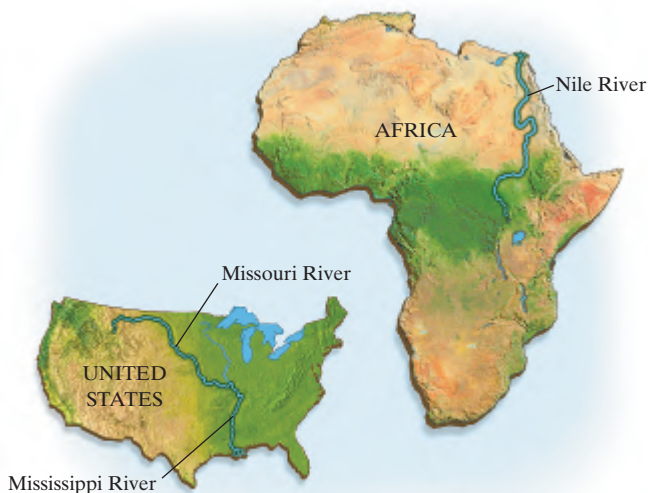 Nile River
AFRICA
Missouri River
UNITED
STATES
Mississippi River